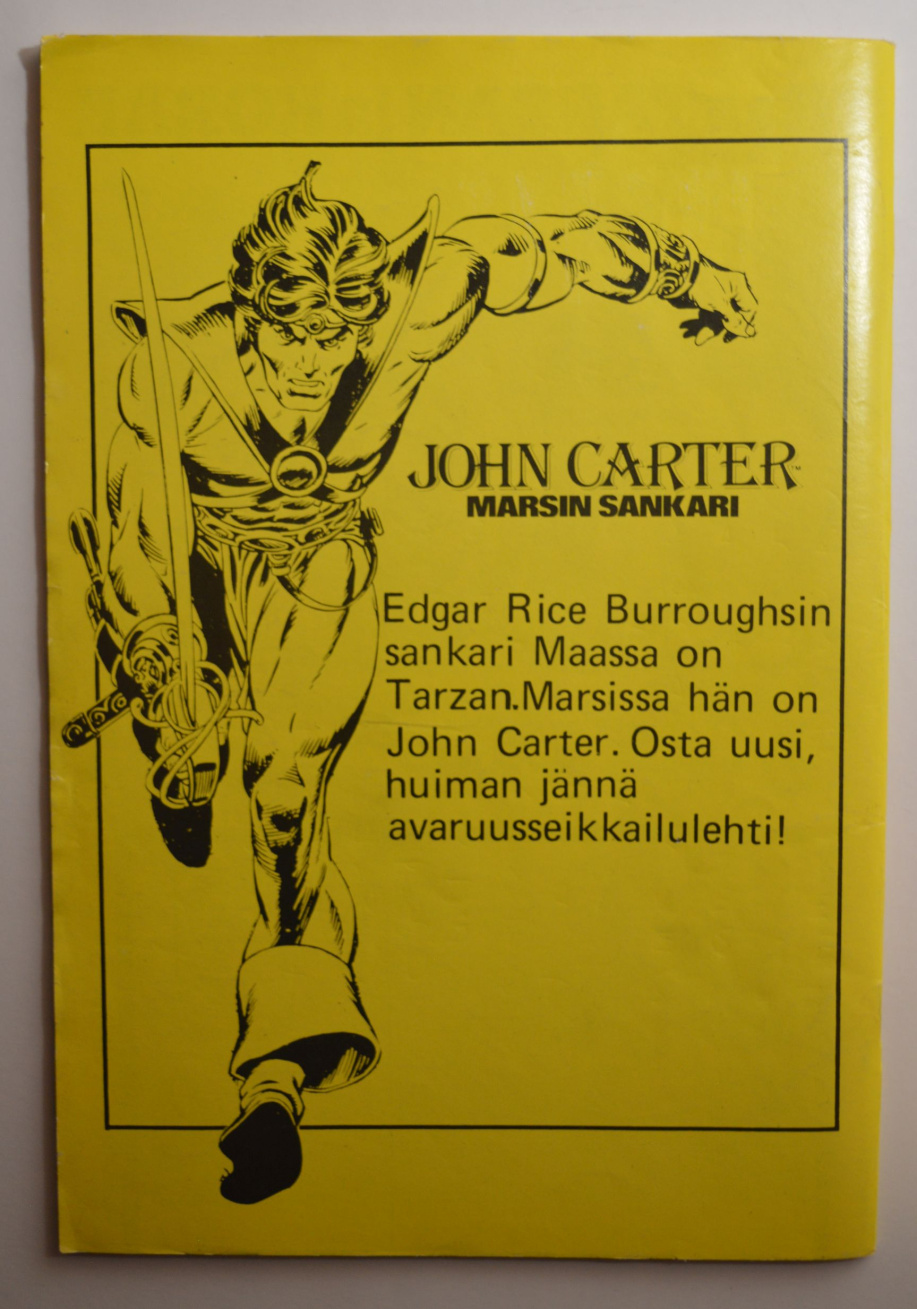 JOHN CARTER™
MARSIN SANKARI
Edgar Rice Burroughsin
sankari Maassa on
Tarzan.Marsissa hän on
John Carter. Osta uusi,
huiman jännä
avaruusseikkailulehti!